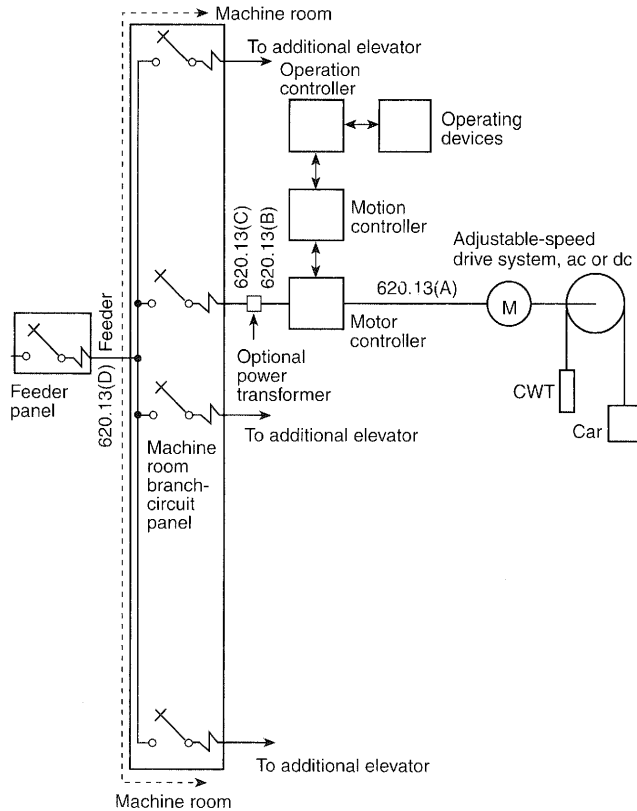 Machine room
To additional elevator
Operation
controller
Operating
devices
Motion
controller
620.13(C)
620.13(B)
Adjustable-speed
drive system, ac or dc
620.13(A)
M
Motor
controller
Optional
power
transformer
Feeder
620.13(D)
Feeder
panel
CWT
Car
To additional elevator
Machine
room
branch-
circuit
panel
To additional elevator
Machine room